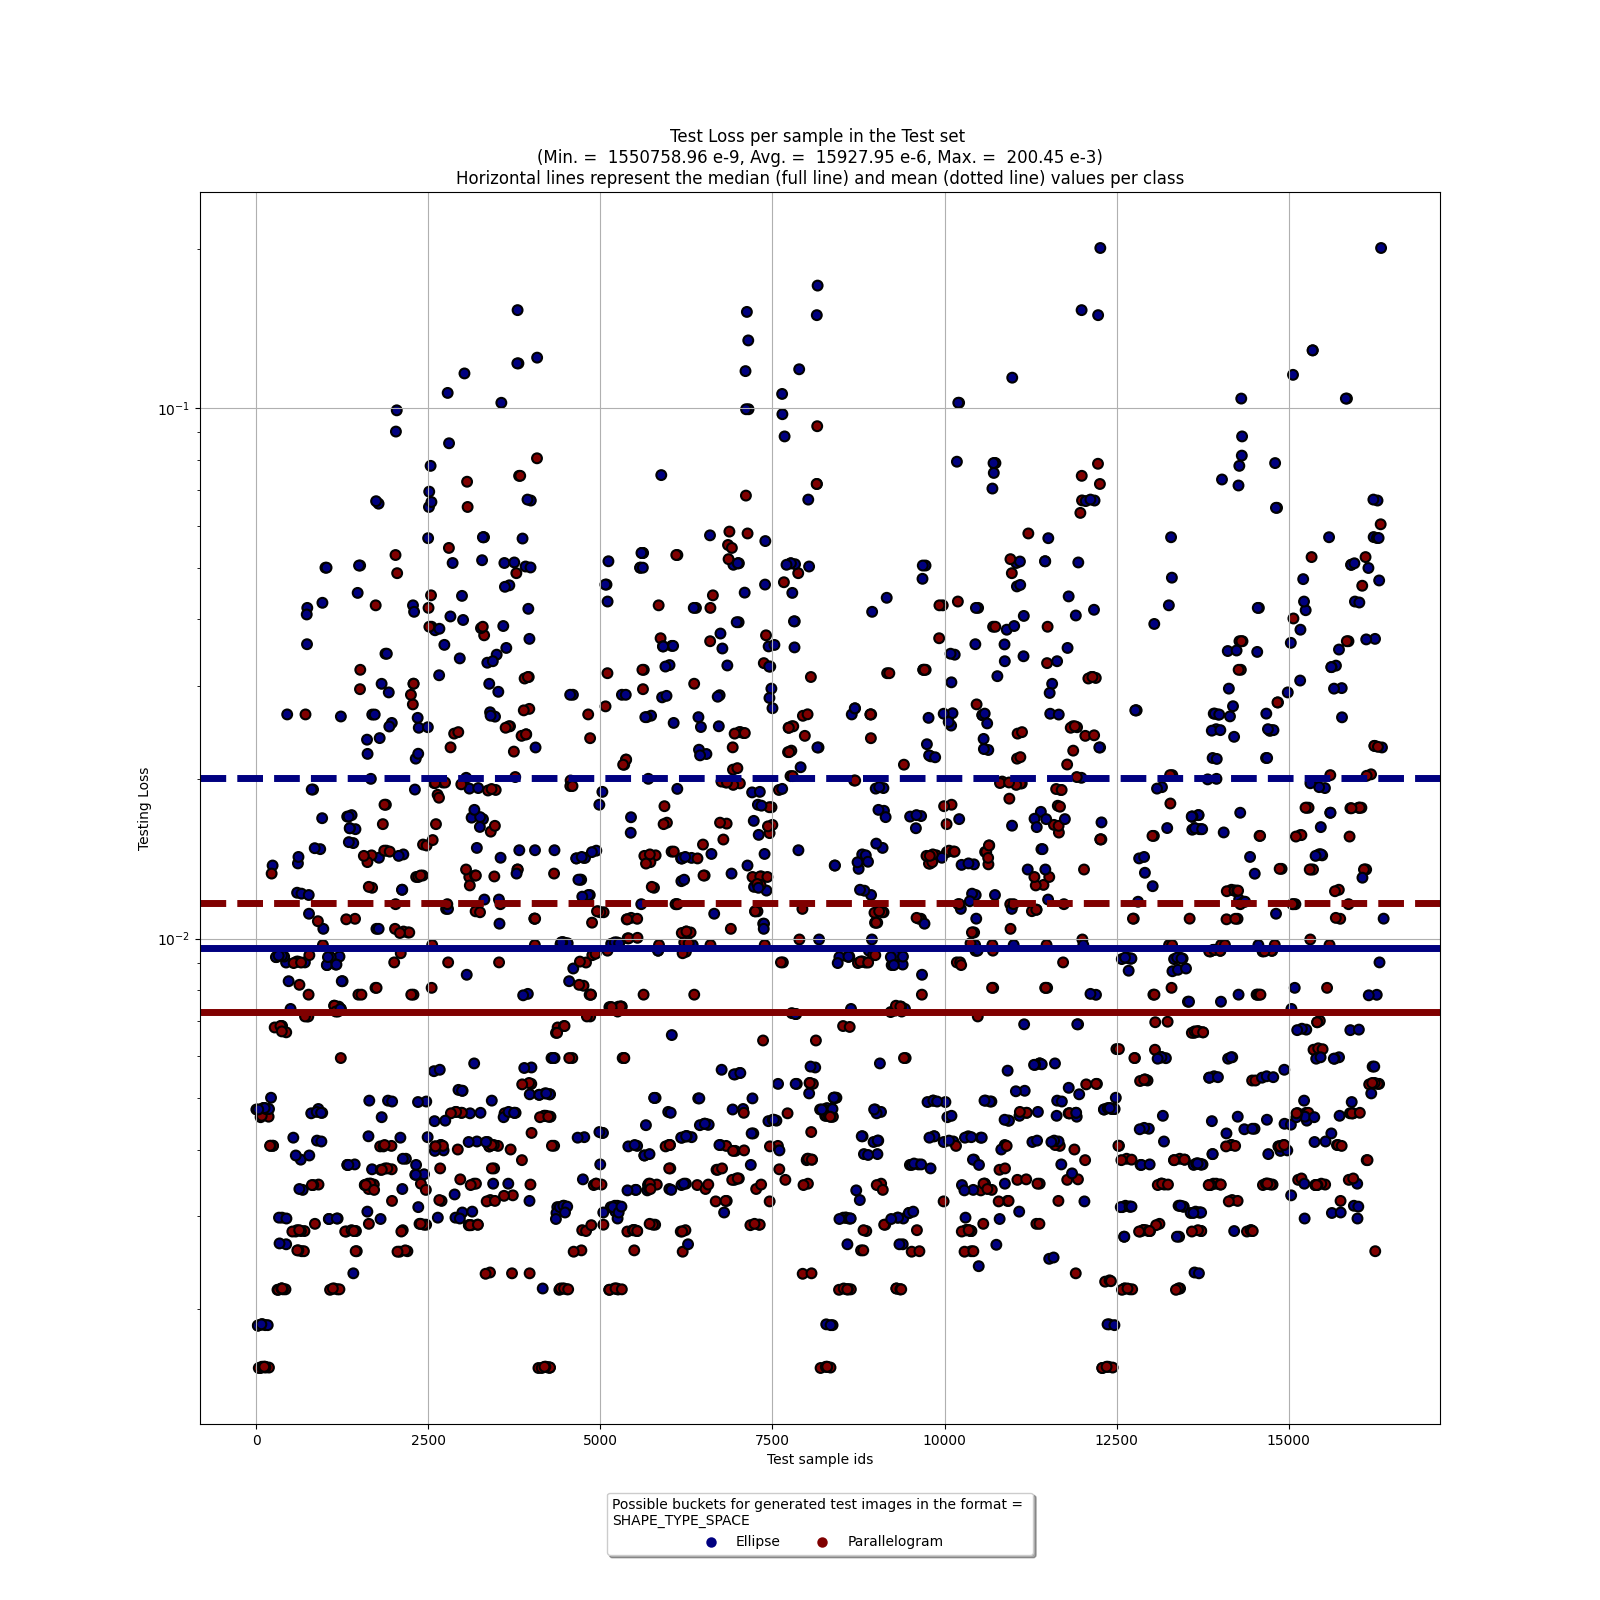 Test Loss per sample in the Test set
(Min. =  1550758.96 e-9, Avg. =  15927.95 e-6, Max. =  200.45 e-3)
Horizontal lines represent the median (full line) and mean (dotted line) values per class
10⁻¹
10⁻²
Testing Loss
0 2500 5000 7500 10000 12500 15000
Test sample ids
Possible buckets for generated test images in the format =
SHAPE_TYPE_SPACE
Ellipse Parallelogram